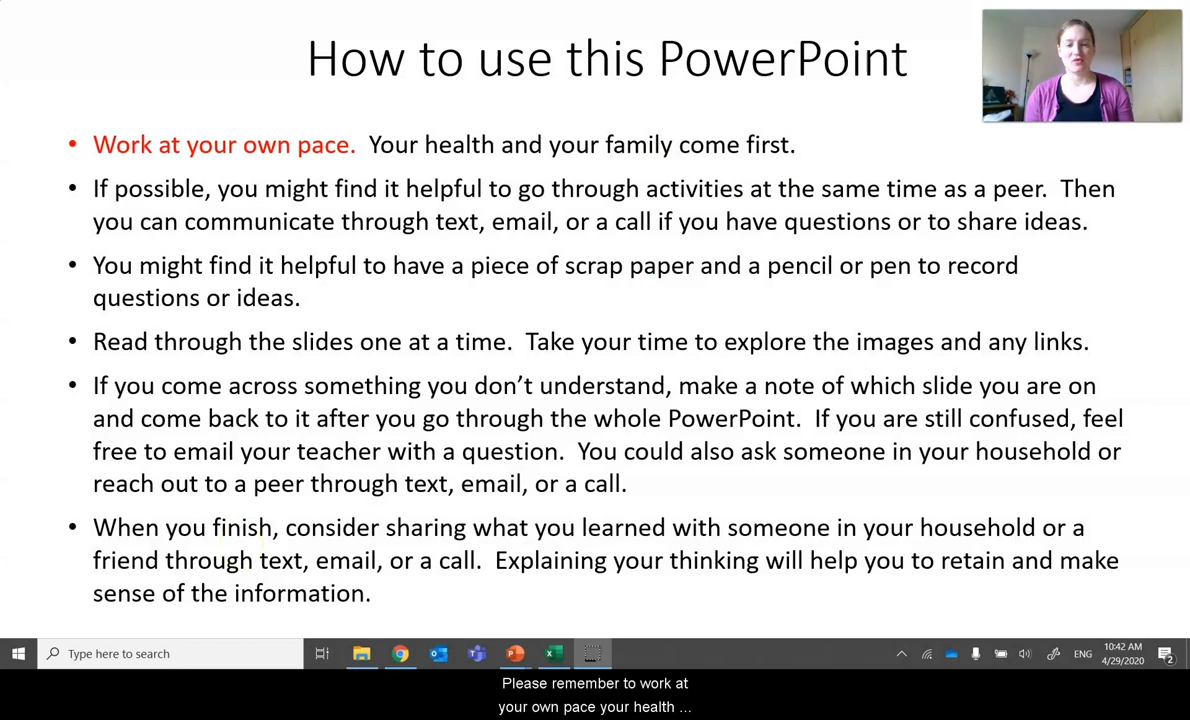 How to use this PowerPoint
• Work at your own pace.  Your health and your family come first.
• If possible, you might find it helpful to go through activities at the same time as a peer.  Then
you can communicate through text, email, or a call if you have questions or to share ideas.
• You might find it helpful to have a piece of scrap paper and a pencil or pen to record
questions or ideas.
• Read through the slides one at a time.  Take your time to explore the images and any links.
• If you come across something you don’t understand, make a note of which slide you are on
and come back to it after you go through the whole PowerPoint.  If you are still confused, feel
free to email your teacher with a question.  You could also ask someone in your household or
reach out to a peer through text, email, or a call.
• When you finish, consider sharing what you learned with someone in your household or a
friend through text, email, or a call.  Explaining your thinking will help you to retain and make
sense of the information.
Type here to search
ENG
10:42 AM
4/29/2020
2
Please remember to work at
your own pace your health ...